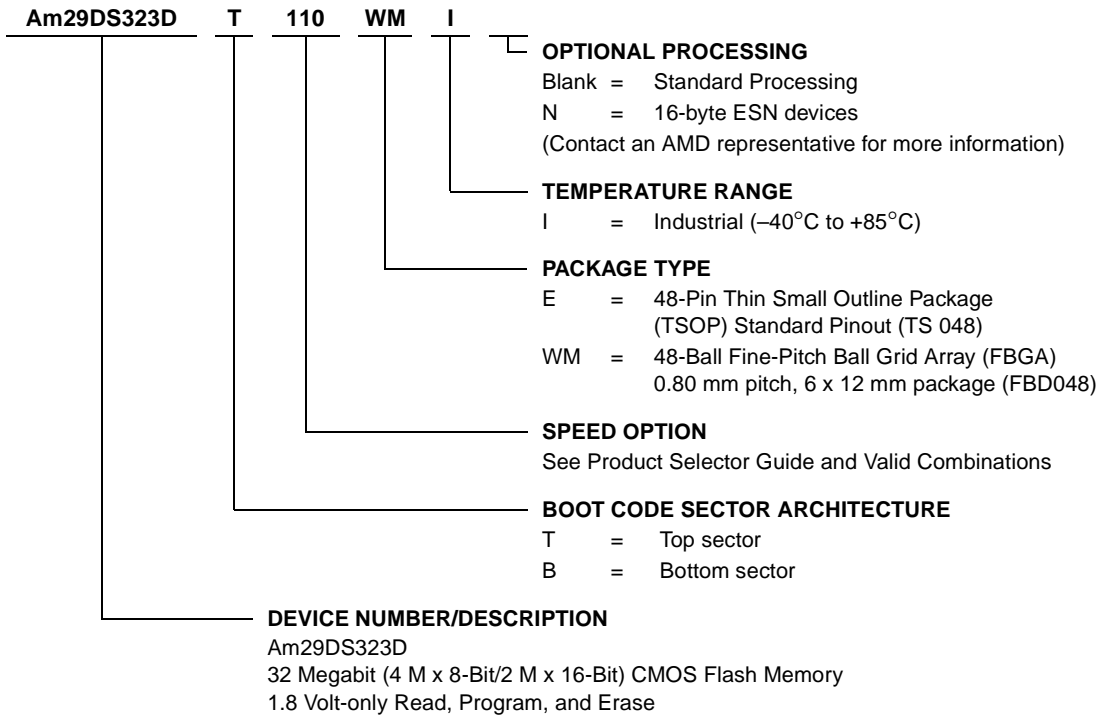 Am29DS323D T 110 WM I
OPTIONAL PROCESSING
Blank = Standard Processing
N = 16-byte ESN devices
(Contact an AMD representative for more information)
TEMPERATURE RANGE
I = Industrial (–40°C to +85°C)
PACKAGE TYPE
E = 48-Pin Thin Small Outline Package
(TSOP) Standard Pinout (TS 048)
WM = 48-Ball Fine-Pitch Ball Grid Array (FBGA)
0.80 mm pitch, 6 x 12 mm package (FBD048)
SPEED OPTION
See Product Selector Guide and Valid Combinations
BOOT CODE SECTOR ARCHITECTURE
T = Top sector
B = Bottom sector
DEVICE NUMBER/DESCRIPTION
Am29DS323D
32 Megabit (4 M x 8-Bit/2 M x 16-Bit) CMOS Flash Memory
1.8 Volt-only Read, Program, and Erase